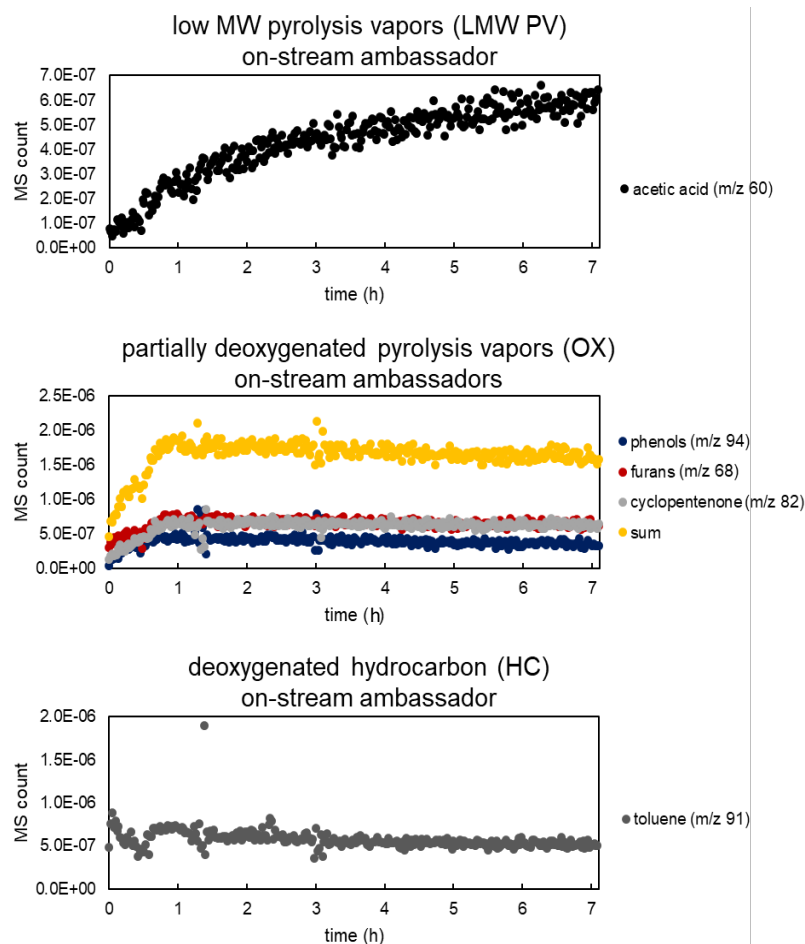 low MW pyrolysis vapors (LMW PV)
on-stream ambassador
7.0E-07
6.0E-07
5.0E-07
4.0E-07
3.0E-07
2.0E-07
1.0E-07
0.0E+00
MS count
0 1 2 3 4 5 6 7
time (h)
acetic acid (m/z 60)
partially deoxygenated pyrolysis vapors (OX)
on-stream ambassadors
2.5E-06
2.0E-06
1.5E-06
1.0E-06
5.0E-07
0.0E+00
MS count
0 1 2 3 4 5 6 7
time (h)
phenols (m/z 94)
furans (m/z 68)
cyclopentenone (m/z 82)
sum
deoxygenated hydrocarbon (HC)
on-stream ambassador
2.0E-06
1.5E-06
1.0E-06
5.0E-07
0.0E+00
MS count
0 1 2 3 4 5 6 7
time (h)
toluene (m/z 91)